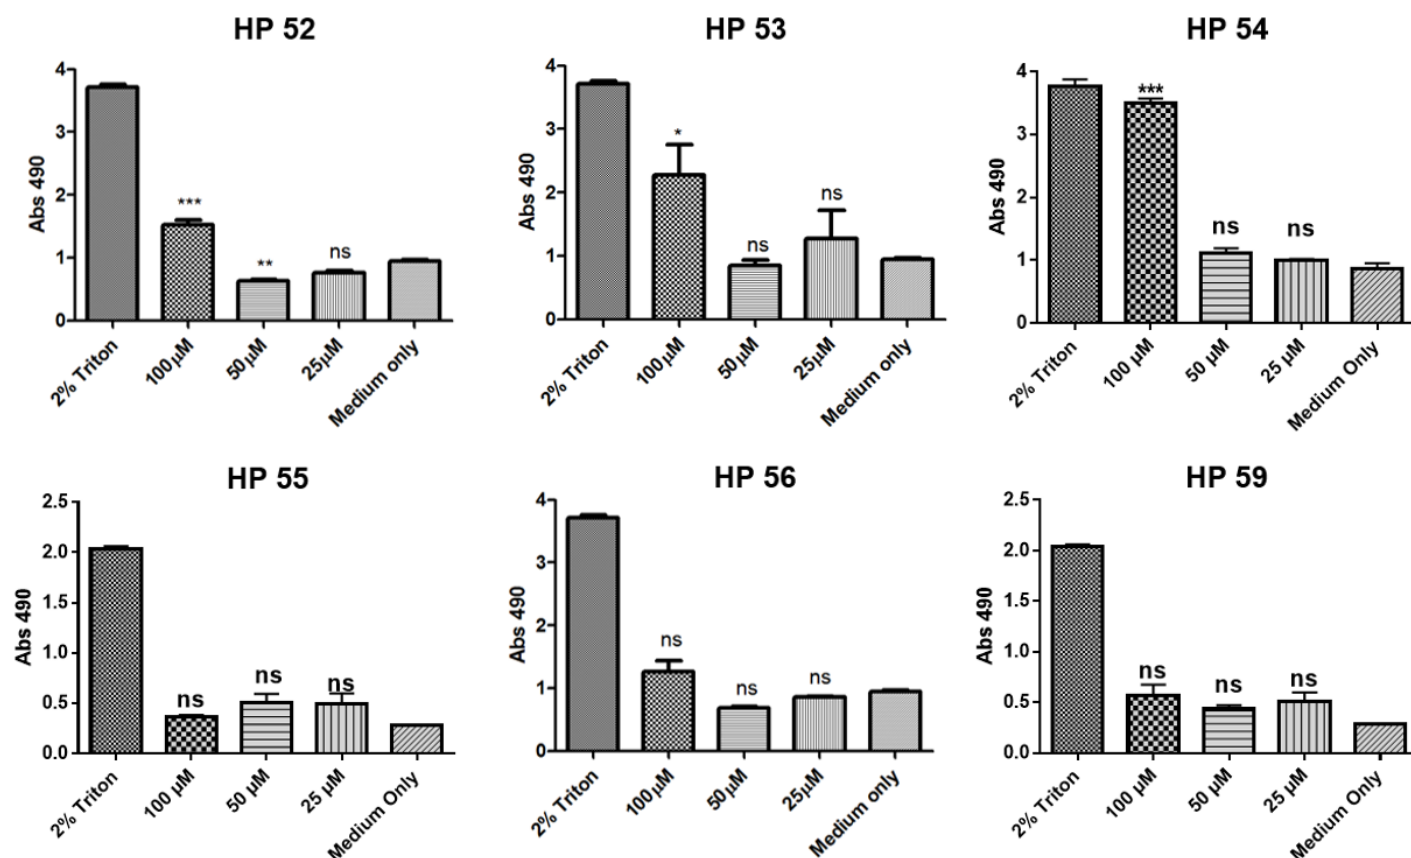 HP 52
4
3
2
1
0
Abs 490
***
**
ns
2% Triton
100 μM
50 μM
25μM
Medium only
HP 53
4
3
2
1
0
Abs 490
*
ns
ns
2% Triton
100 μM
50 μM
25μM
Medium only
HP 54
4
3
2
1
0
Abs 490
***
ns
ns
2% Triton
100 μM
50 μM
25 μM
Medium Only
HP 55
2.5
2.0
1.5
1.0
0.5
0.0
Abs 490
ns
ns
ns
2% Triton
100 μM
50 μM
25 μM
Medium Only
HP 56
4
3
2
1
0
Abs 490
ns
ns
ns
2% Triton
100 μM
50 μM
25μM
Medium only
HP 59
2.5
2.0
1.5
1.0
0.5
0.0
Abs 490
ns
ns
ns
2% Triton
100 μM
50 μM
25 μM
Medium Only